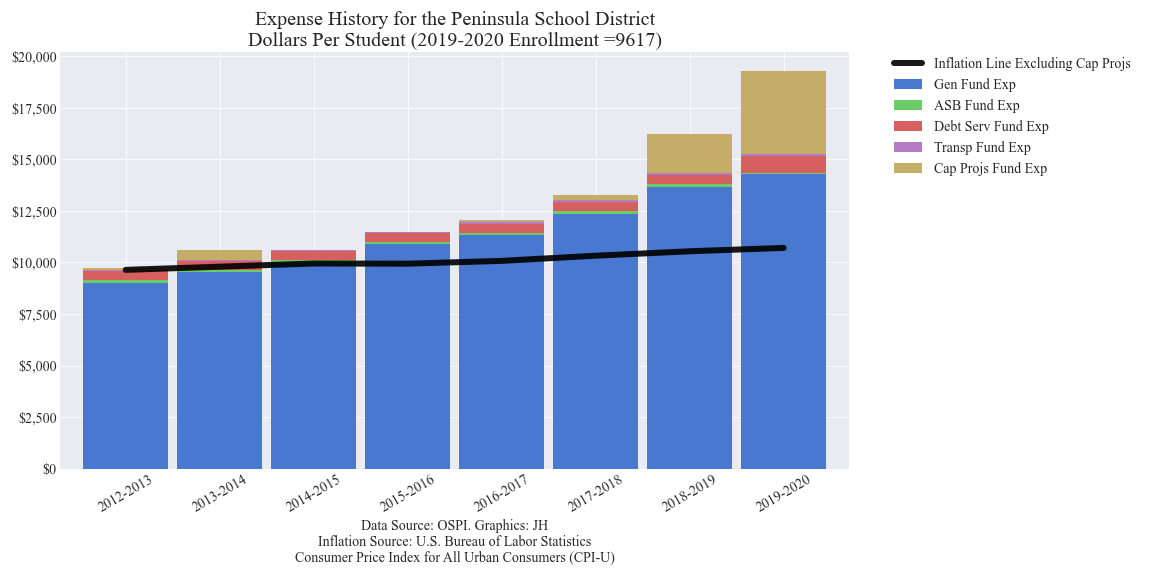 Expense History for the Peninsula School District
Dollars Per Student (2019-2020 Enrollment =9617)
$20,000
$17,500
$15,000
$12,500
$10,000
$7,500
$5,000
$2,500
$0
2012-2013
2013-2014
2014-2015
2015-2016
2016-2017
2017-2018
2018-2019
2019-2020
Inflation Line Excluding Cap Projs
Gen Fund Exp
ASB Fund Exp
Debt Serv Fund Exp
Transp Fund Exp
Cap Projs Fund Exp
Data Source: OSPI. Graphics: JH
Inflation Source: U.S. Bureau of Labor Statistics
Consumer Price Index for All Urban Consumers (CPI-U)